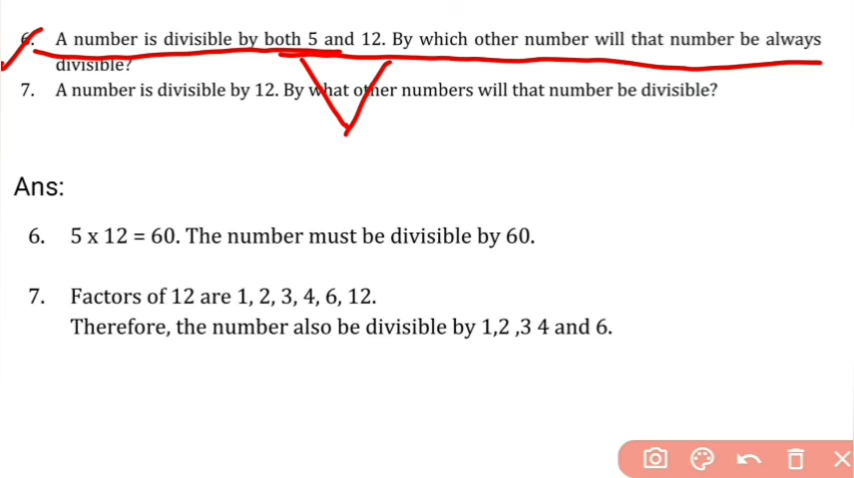 6. A number is divisible by both 5 and 12. By which other number will that number be always
divisible?
7. A number is divisible by 12. By what other numbers will that number be divisible?
Ans:
6. 5 x 12 = 60. The number must be divisible by 60.
7. Factors of 12 are 1, 2, 3, 4, 6, 12.
Therefore, the number also be divisible by 1,2 ,3 4 and 6.